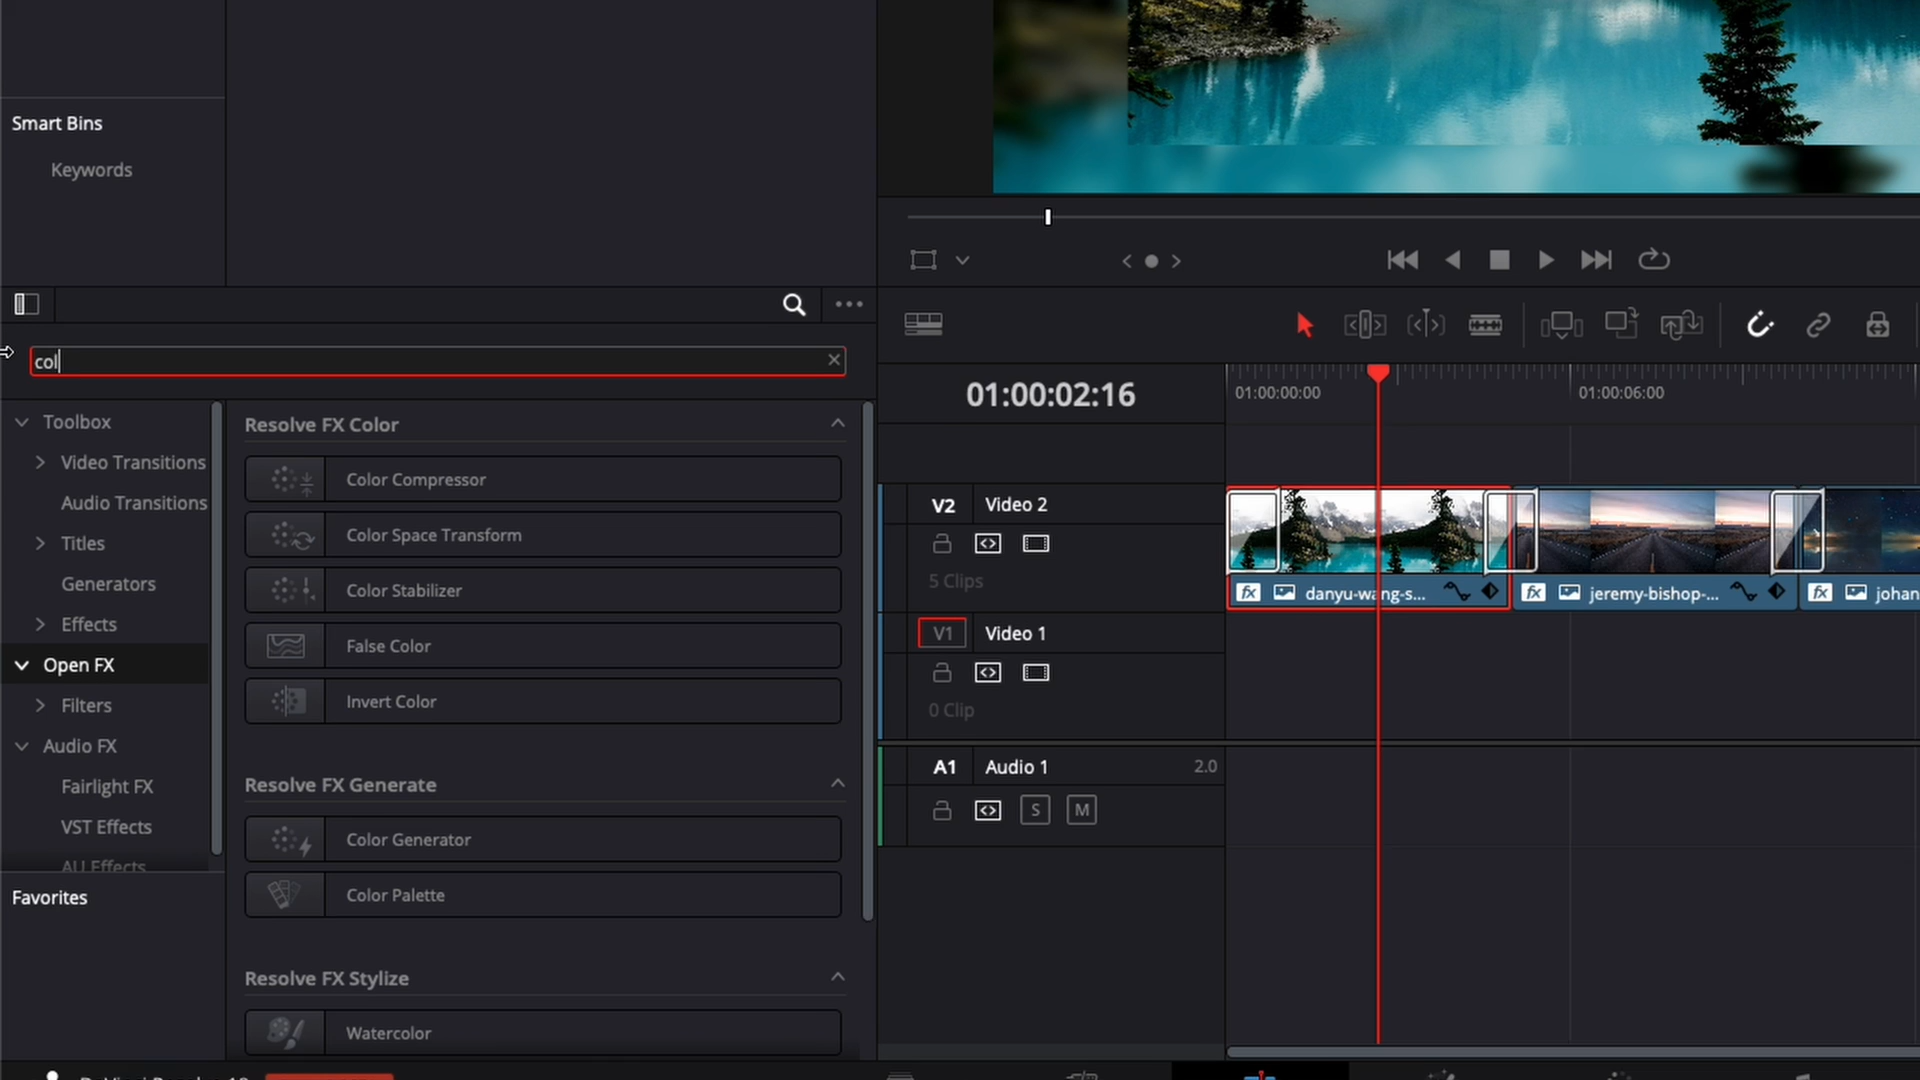 Smart Bins
Keywords
col
Toolbox
Video Transitions
Audio Transitions
Titles
Generators
Effects
Open FX
Filters
Audio FX
Fairlight FX
VST Effects
AU Effects
Favorites
Resolve FX Color
Color Compressor
Color Space Transform
Color Stabilizer
False Color
Invert Color
Resolve FX Generate
Color Generator
Color Palette
Resolve FX Stylize
Watercolor
01:00:02:16
01:00:00:00
01:00:06:00
V2 Video 2
5 Clips
fx danyu-wang-s...
fx jeremy-bishop-...
fx johan
V1 Video 1
0 Clip
A1 Audio 1 2.0
S M